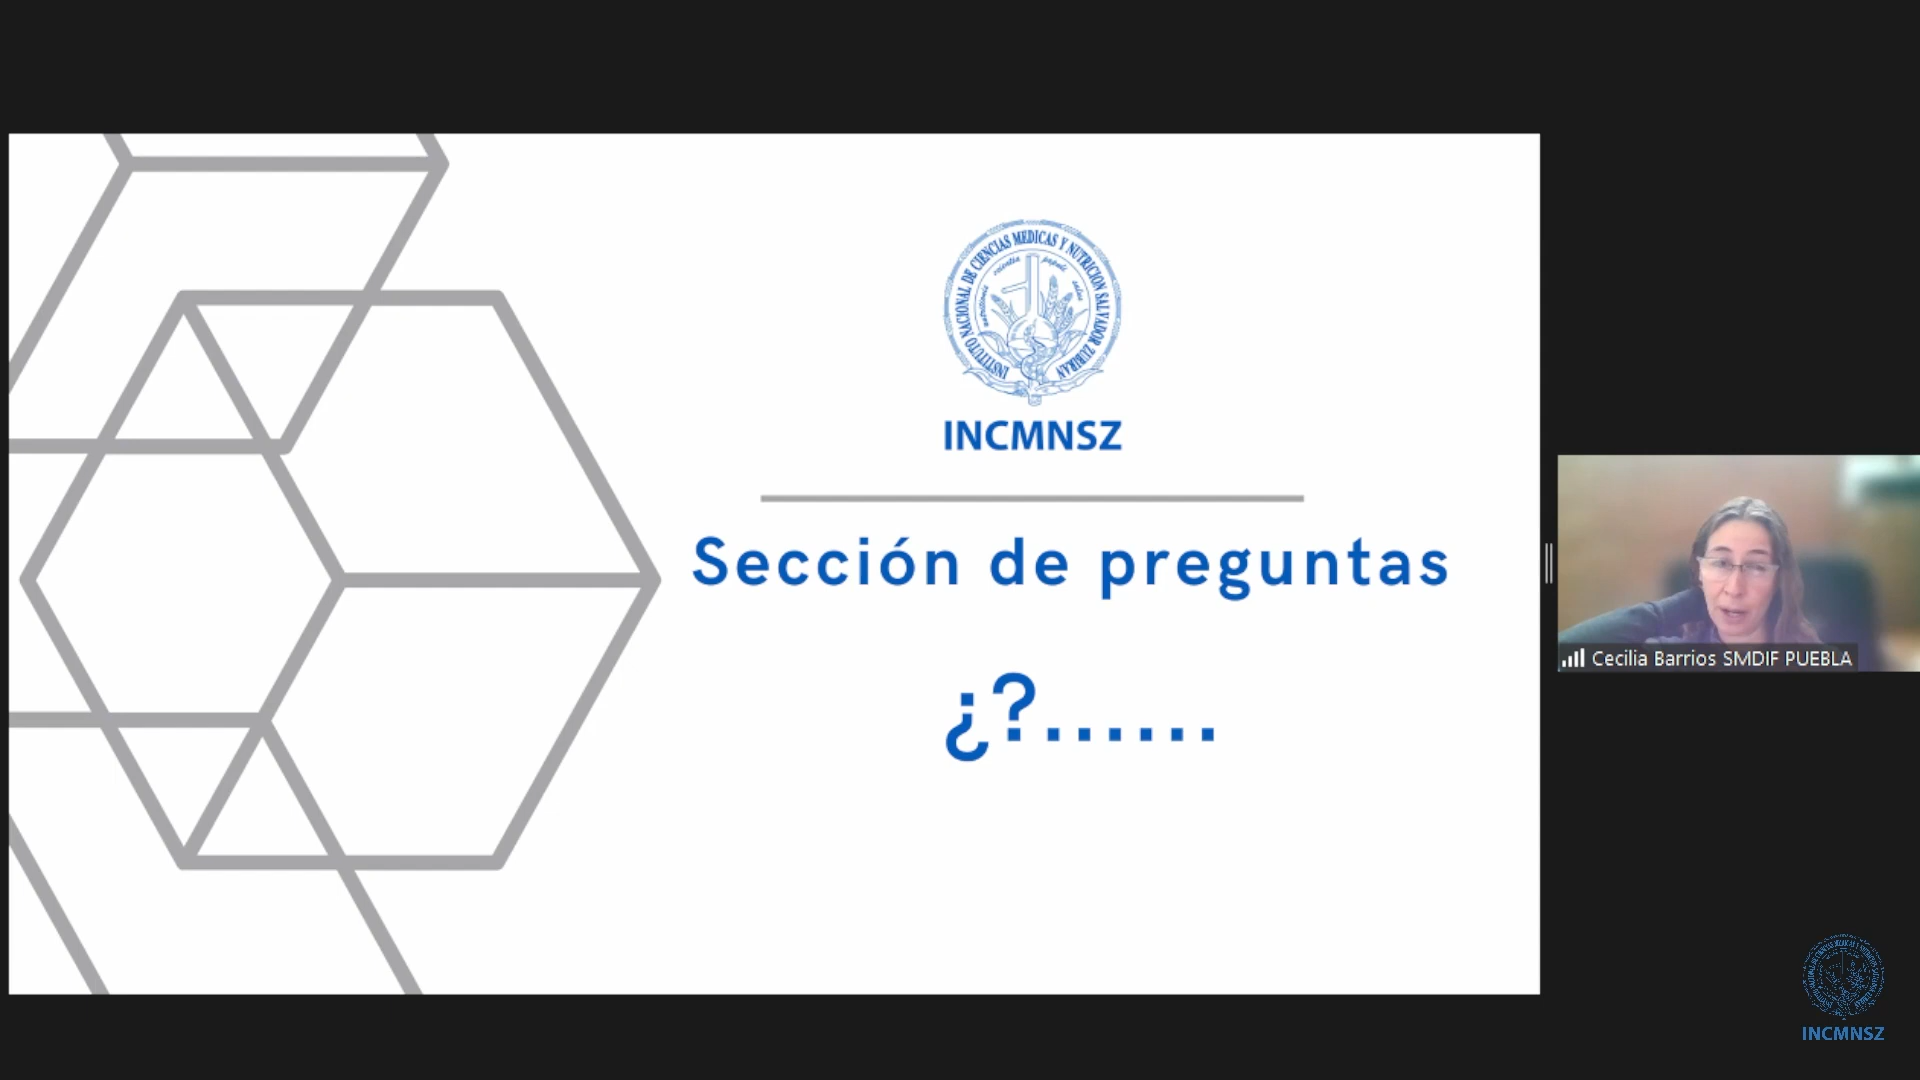 INSTITUTO NACIONAL DE CIENCIAS MEDICAS Y NUTRICION SALVADOR ZUBIRAN
INCMNSZ
Sección de preguntas
¿?......
Cecilia Barrios SMDIF PUEBLA
INCMNSZ